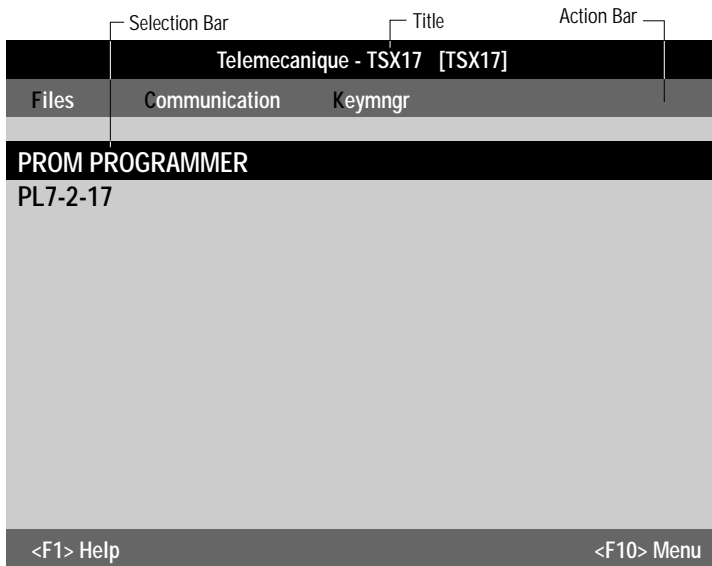 Selection Bar Title Action Bar
Telemecanique - TSX17 [TSX17]
Files Communication Keymngr
PROM PROGRAMMER
PL7-2-17
<F1> Help <F10> Menu